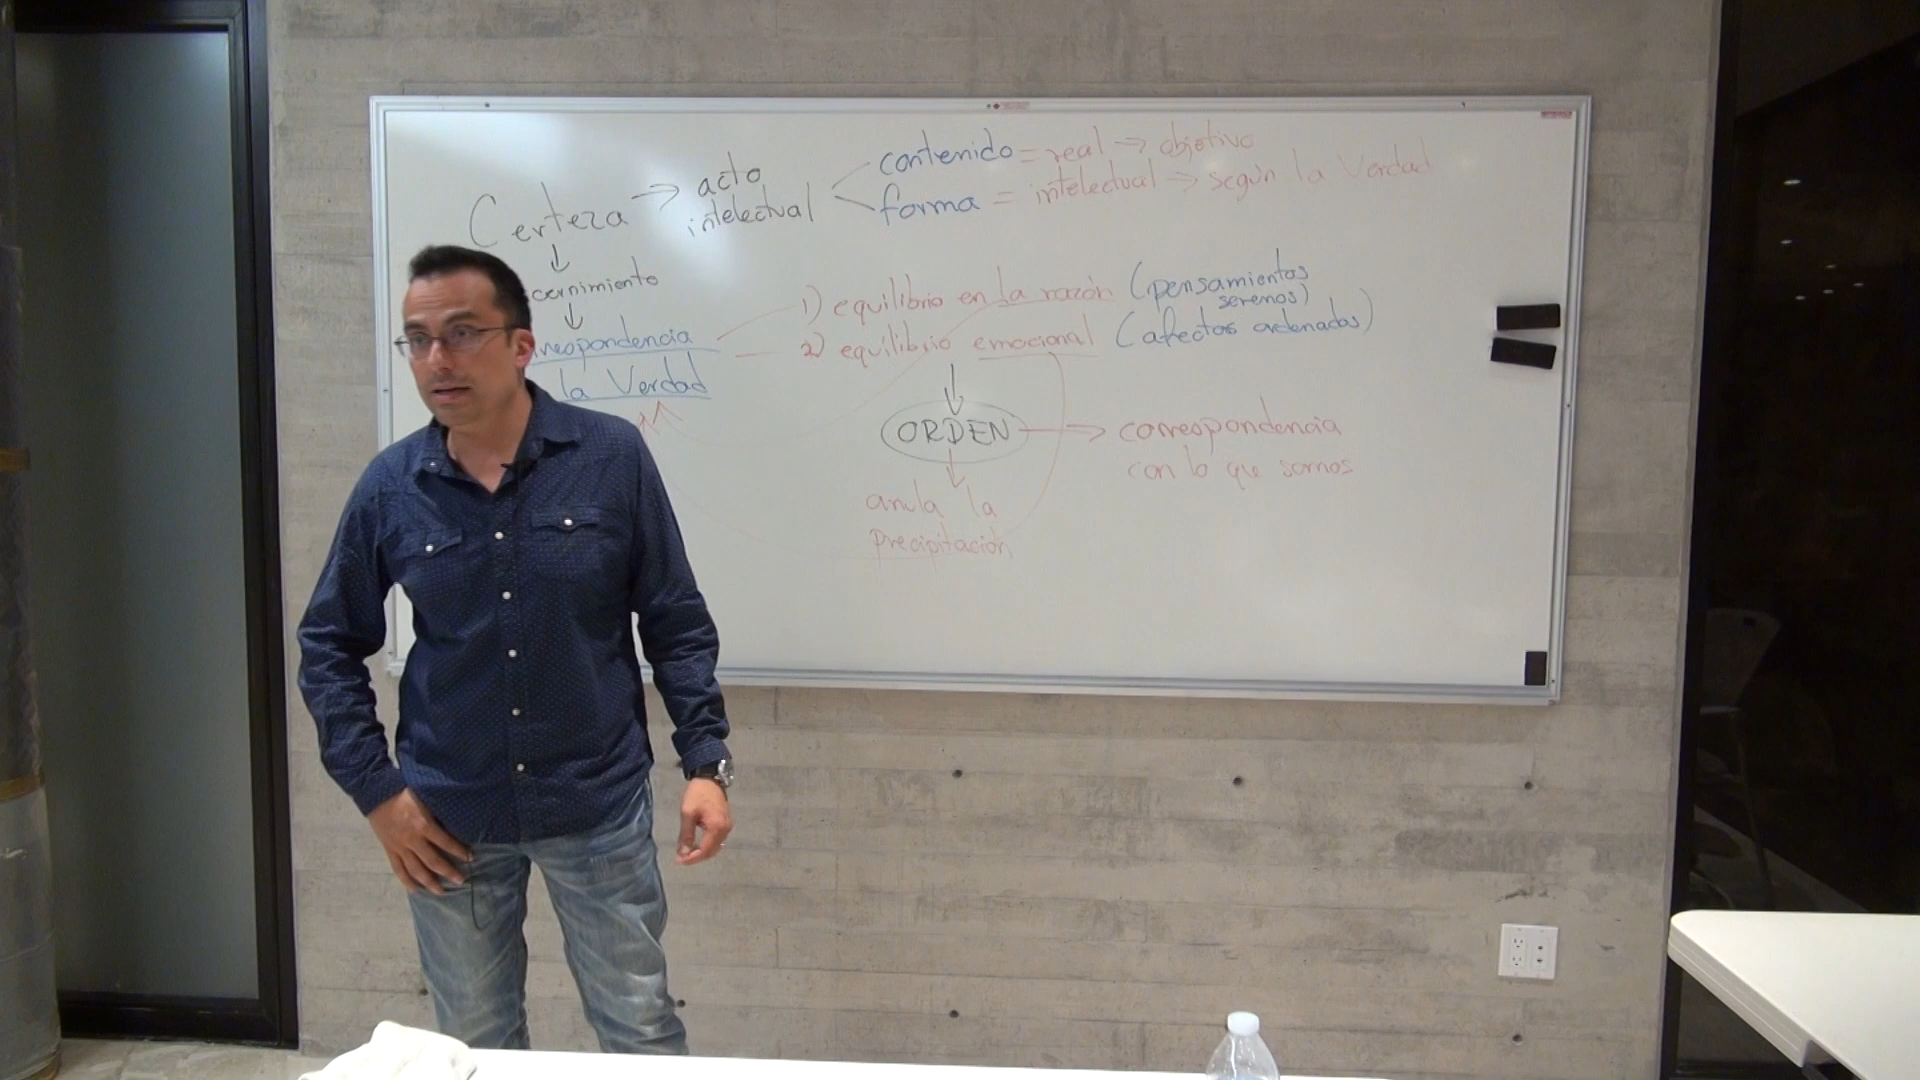 Certeza → acto
intelectual
contenido = real → objetivo
forma = intelectual → según la Verdad
cernimiento
rrespondencia
la Verdad
1) equilibrio en la razón (pensamientos
serenos)
2) equilibrio emocional (afectos ordenados)
ORDEN → correspondencia
con lo que somos
anula la
precipitación